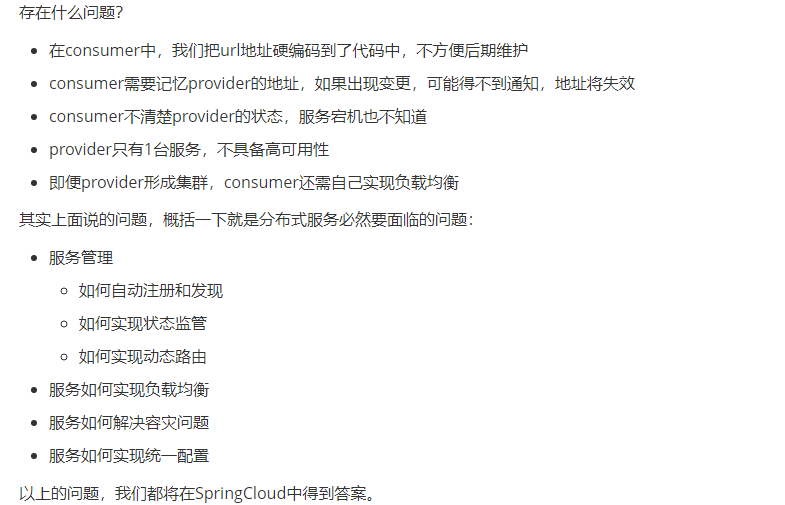 存在什么问题？
在consumer中，我们把url地址硬编码到了代码中，不方便后期维护
consumer需要记忆provider的地址，如果出现变更，可能得不到通知，地址将失效
consumer不清楚provider的状态，服务宕机也不知道
provider只有1台服务，不具备高可用性
即便provider形成集群，consumer还需自己实现负载均衡
其实上面说的问题，概括一下就是分布式服务必然要面临的问题：
服务管理
如何自动注册和发现
如何实现状态监管
如何实现动态路由
服务如何实现负载均衡
服务如何解决容灾问题
服务如何实现统一配置
以上的问题，我们都将在SpringCloud中得到答案。